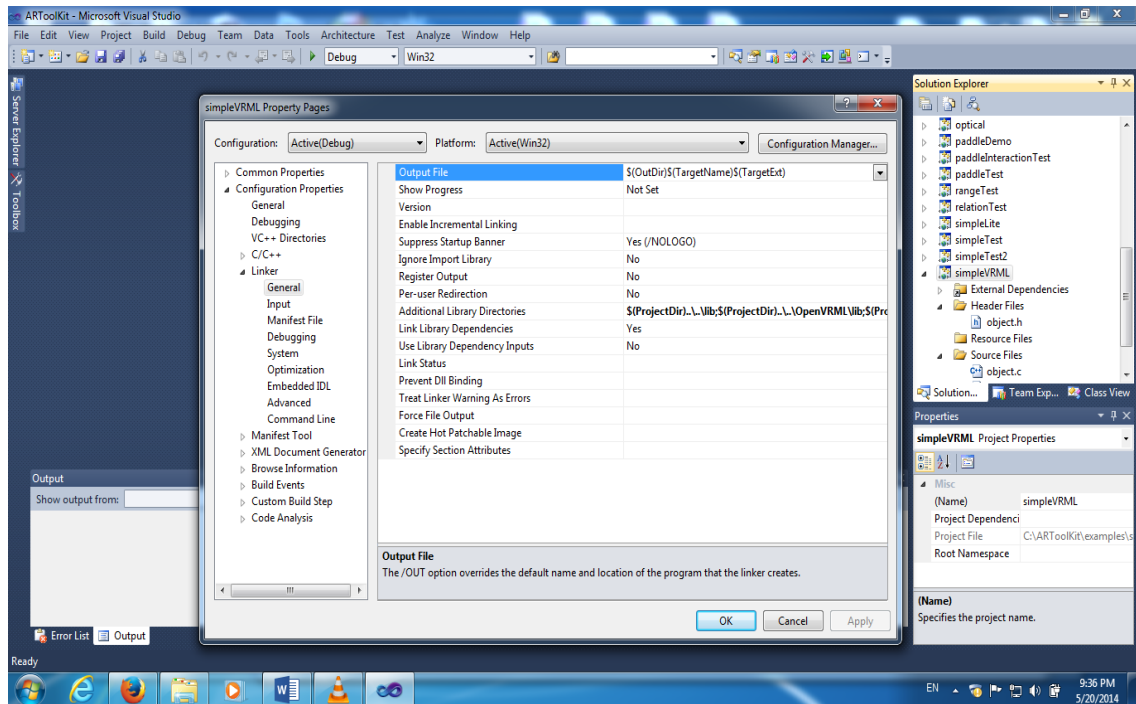 ARToolKit - Microsoft Visual Studio
File Edit View Project Build Debug Team Data Tools Architecture Test Analyze Window Help
Debug Win32
Server Explorer
Toolbox
simpleVRML Property Pages
Configuration: Active(Debug) Platform: Active(Win32) Configuration Manager...
Common Properties
Configuration Properties
General
Debugging
VC++ Directories
C/C++
Linker
General
Input
Manifest File
Debugging
System
Optimization
Embedded IDL
Advanced
Command Line
Manifest Tool
XML Document Generator
Browse Information
Build Events
Custom Build Step
Code Analysis
Output File $(OutDir)$(TargetName)$(TargetExt)
Show Progress Not Set
Version
Enable Incremental Linking
Suppress Startup Banner Yes (/NOLOGO)
Ignore Import Library No
Register Output No
Per-user Redirection No
Additional Library Directories $(ProjectDir)..\..\lib;$(ProjectDir)..\..\OpenVRML\lib;$(Pro
Link Library Dependencies Yes
Use Library Dependency Inputs No
Link Status
Prevent Dll Binding
Treat Linker Warning As Errors
Force File Output
Create Hot Patchable Image
Specify Section Attributes
Output File
The /OUT option overrides the default name and location of the program that the linker creates.
OK Cancel Apply
Output
Show output from:
Error List Output
Ready
Solution Explorer
optical
paddleDemo
paddleInteractionTest
paddleTest
rangeTest
relationTest
simpleLite
simpleTest
simpleTest2
simpleVRML
External Dependencies
Header Files
object.h
Resource Files
Source Files
object.c
Solution... Team Exp... Class View
Properties
simpleVRML Project Properties
Misc
(Name) simpleVRML
Project Dependenci
Project File C:\ARToolKit\examples\s
Root Namespace
(Name)
Specifies the project name.
EN
9:36 PM
5/20/2014